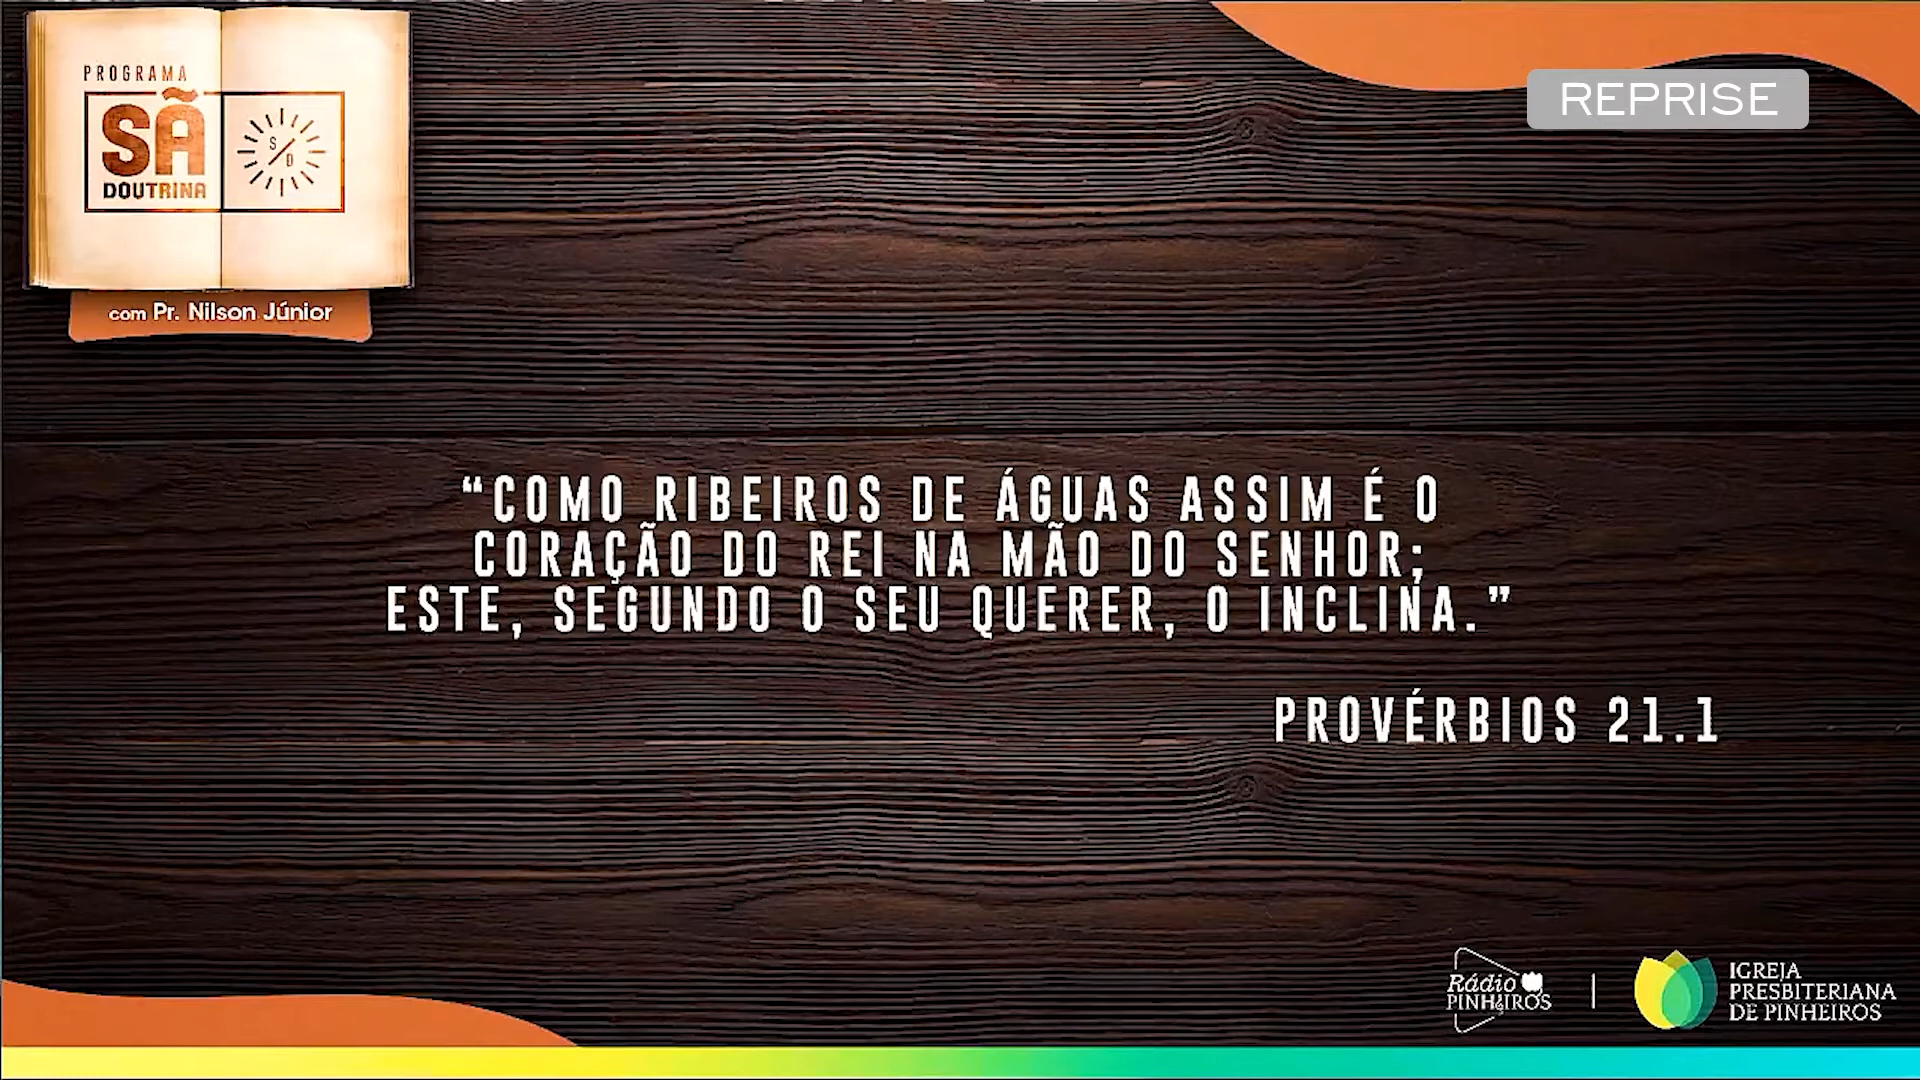 PROGRAMA
SÃ
DOUTRINA
S/D
com Pr. Nilson Júnior
REPRISE
“COMO RIBEIROS DE ÁGUAS ASSIM É O
CORAÇÃO DO REI NA MÃO DO SENHOR;
ESTE, SEGUNDO O SEU QUERER, O INCLINA.”
PROVÉRBIOS 21.1
Rádio
PINHEIROS
IGREJA
PRESBITERIANA
DE PINHEIROS